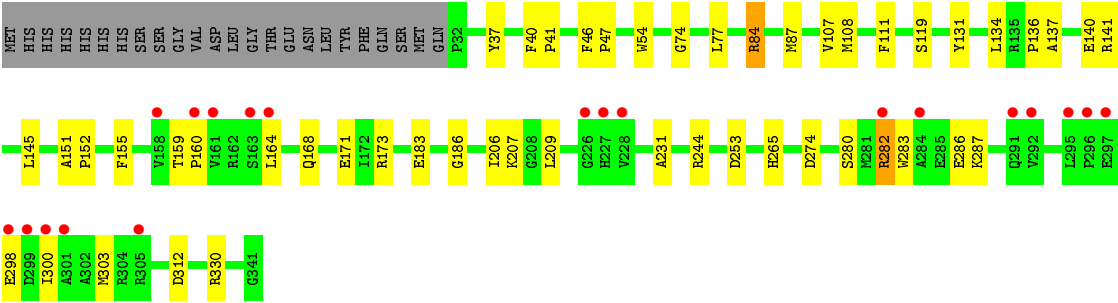 MET HIS HIS HIS HIS HIS HIS SER SER GLY VAL ASP LEU GLY THR GLU ASN LEU TYR PHE GLN SER MET GLN P32 Y37 F40 P41 F46 P47 W54 G74 L77 R84 M87 V107 M108 F111 S119 Y131 L134 R135 P136 A137 E140 R141
L145 A151 P152 F155 V158 T159 P160 V161 R162 S163 L164 Q168 E171 I172 R173 E183 G186 I206 K207 G208 L209 G226 H227 V228 A231 R244 D253 H265 D274 S280 M281 R282 W283 A284 E285 E286 K287 Q291 V292 L295 P296 E297
E298 D299 I300 A301 A302 M303 R304 R305 D312 R330 G341